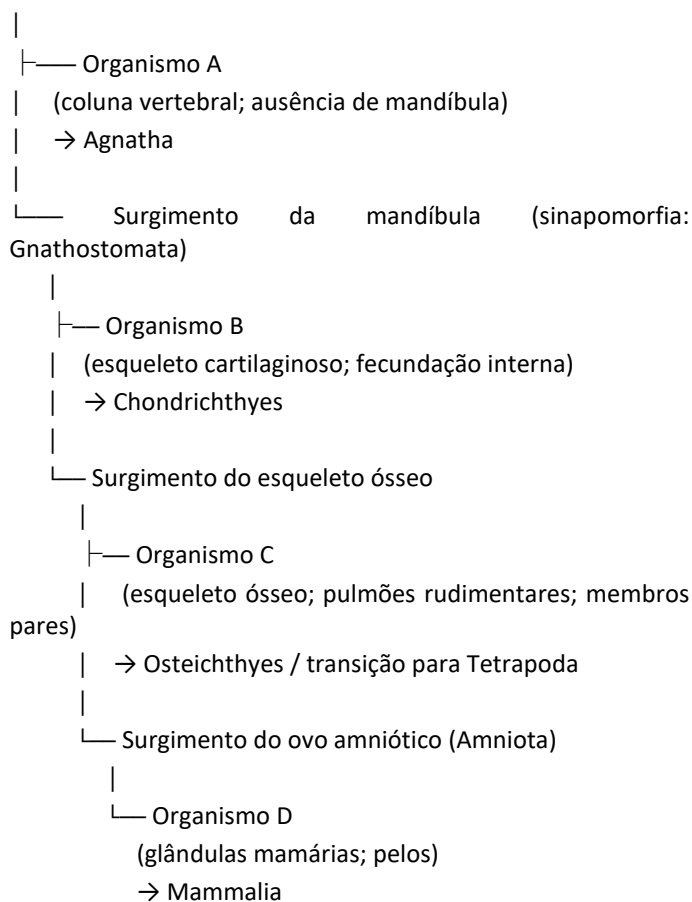 │
├── Organismo A
│ (coluna vertebral; ausência de mandíbula)
│ → Agnatha
│
└── Surgimento da mandíbula (sinapomorfia:
Gnathostomata)
│
├── Organismo B
│ (esqueleto cartilaginoso; fecundação interna)
│ → Chondrichthyes
│
└── Surgimento do esqueleto ósseo
│
├── Organismo C
│ (esqueleto ósseo; pulmões rudimentares; membros
pares)
│ → Osteichthyes / transição para Tetrapoda
│
└── Surgimento do ovo amniótico (Amniota)
│
└── Organismo D
(glândulas mamárias; pelos)
→ Mammalia